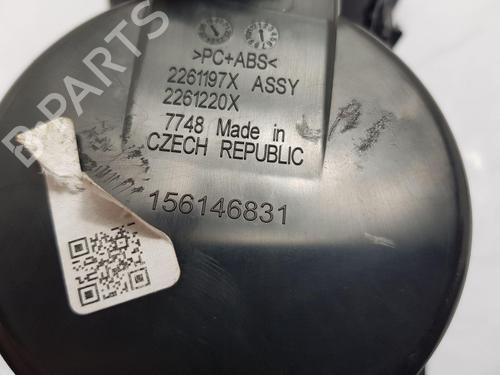 >PC+ABS<
2261197X ASSY
2261220X
7748 Made in
CZECH REPUBLIC
156146831
B-PARTS